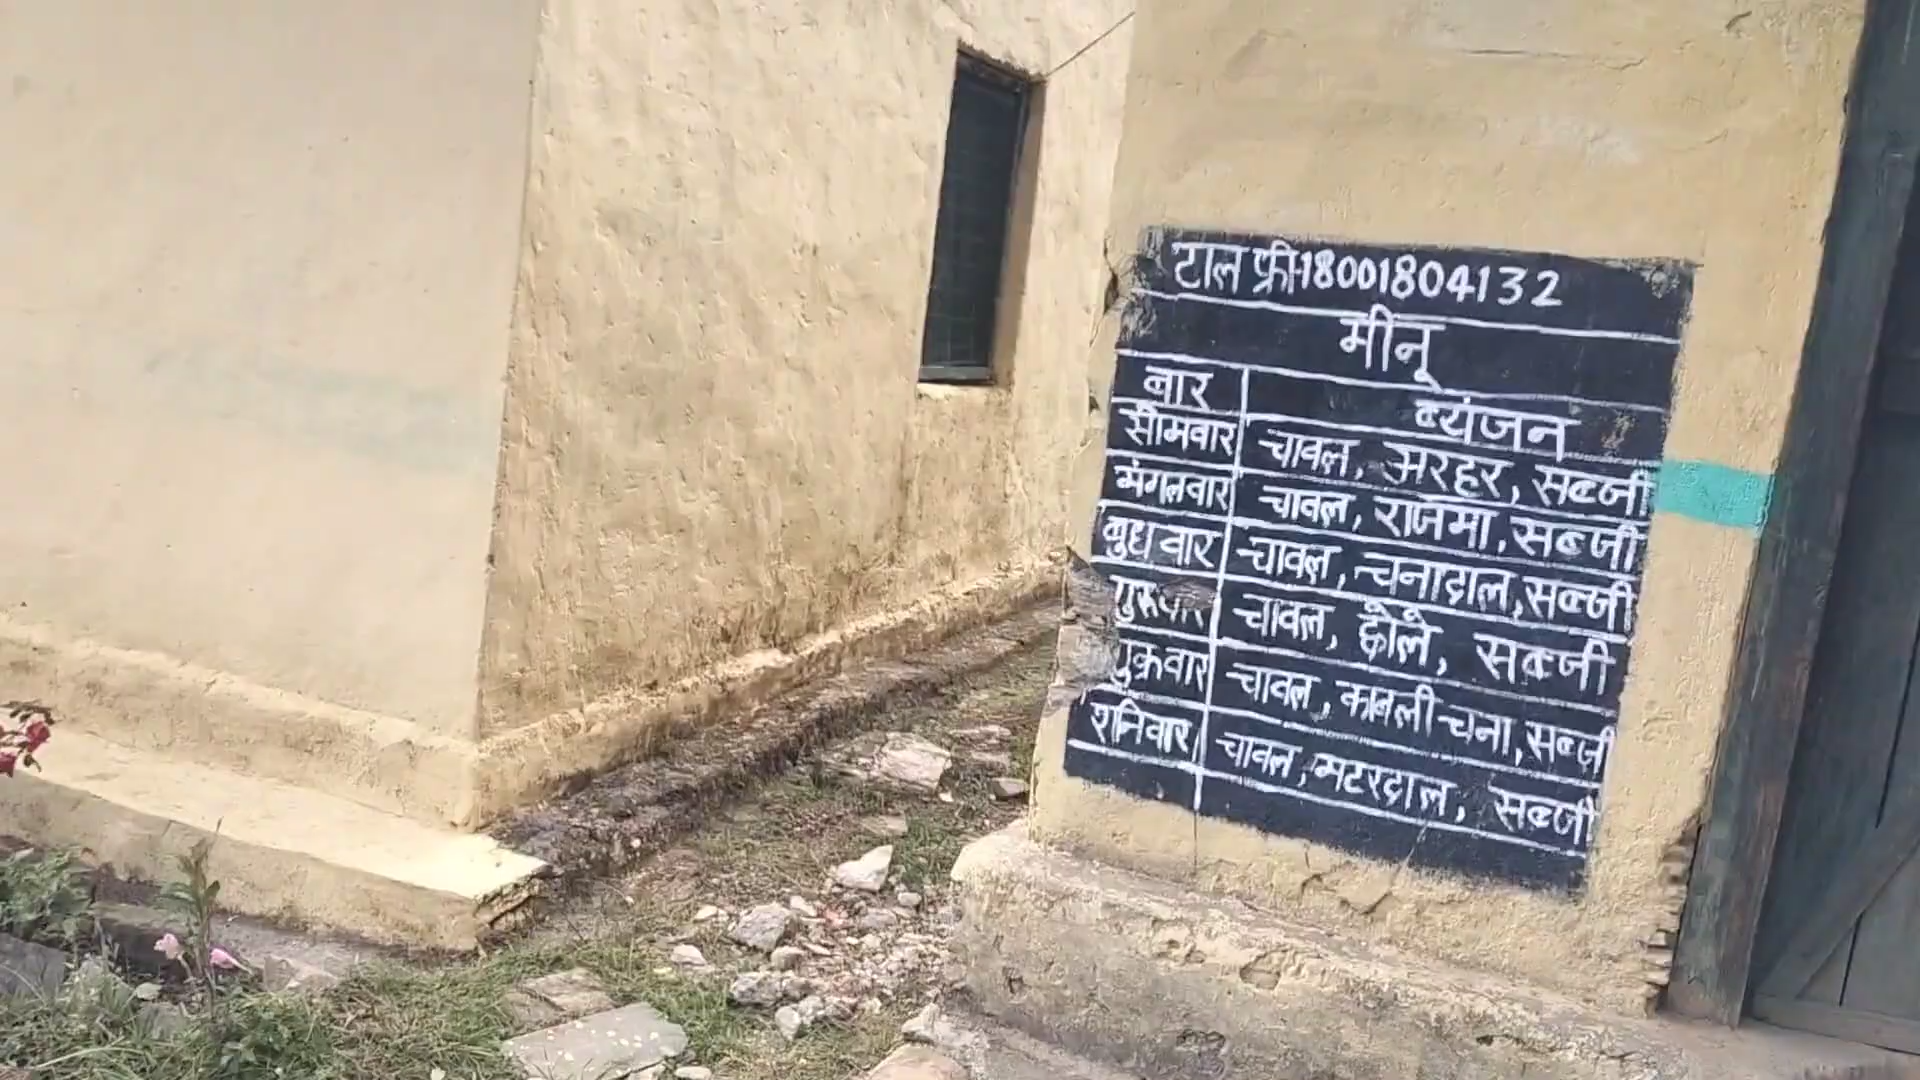 टाल फ्री-18001804132
मीनू
वार व्यंजन
सोमवार चावल, अरहर, सब्जी
मंगलवार चावल, राजमा, सब्जी
बुधवार चावल, चनादाल, सब्जी
गुरुवार चावल, छोले, सब्जी
शुक्रवार चावल, काबली चना, सब्जी
शनिवार चावल, मटरदाल, सब्जी